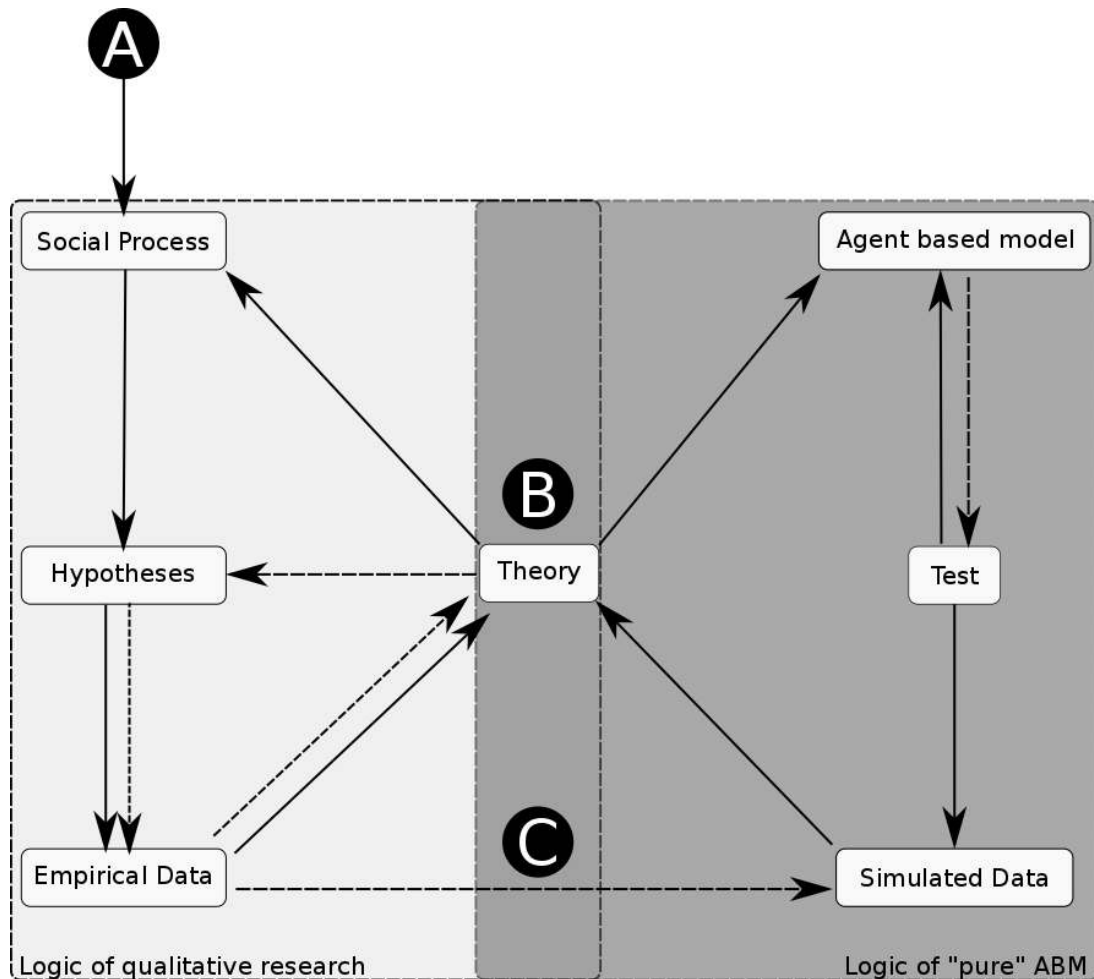 A
Social Process
Agent based model
B
Hypotheses
Theory
Test
C
Empirical Data
Simulated Data
Logic of qualitative research
Logic of "pure" ABM